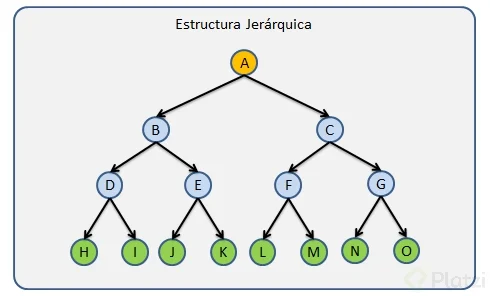 Estructura Jerárquica
A
B C
D E F G
H I J K L M N O
Platzi